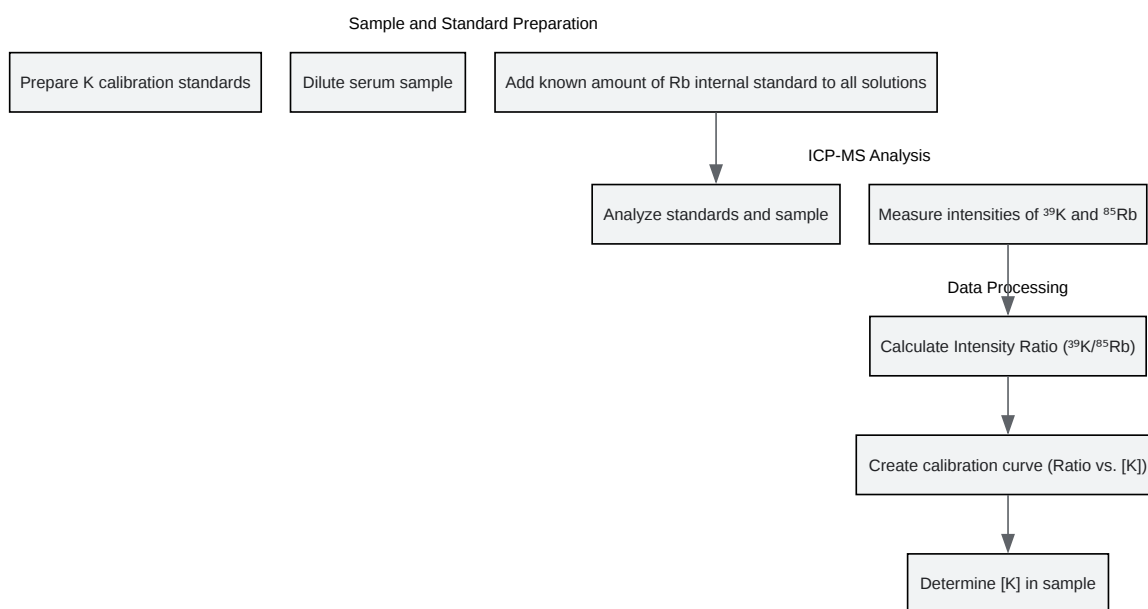 Sample and Standard Preparation
Prepare K calibration standards
Dilute serum sample
Add known amount of Rb internal standard to all solutions
ICP-MS Analysis
Analyze standards and sample
Measure intensities of ³⁹K and ⁸⁵Rb
Data Processing
Calculate Intensity Ratio (³⁹K/⁸⁵Rb)
Create calibration curve (Ratio vs. [K])
Determine [K] in sample